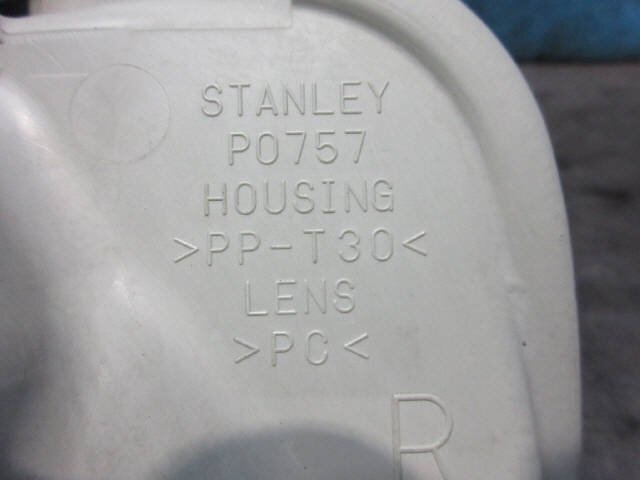 STANLEY
P0757
HOUSING
>PP-T30<
LENS
>PC<
R